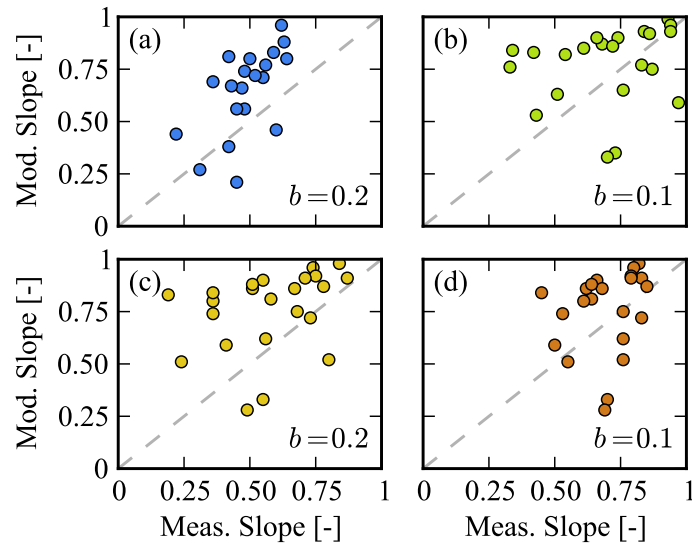 1
(a)
(b)
0.75
Mod. Slope [-]
0.50
0.25
b=0.2
b=0.1
0
1
(c)
(d)
0.75
Mod. Slope [-]
0.50
0.25
b=0.2
b=0.1
0
0 0.25 0.50 0.75 1 0 0.25 0.50 0.75 1
Meas. Slope [-] Meas. Slope [-]